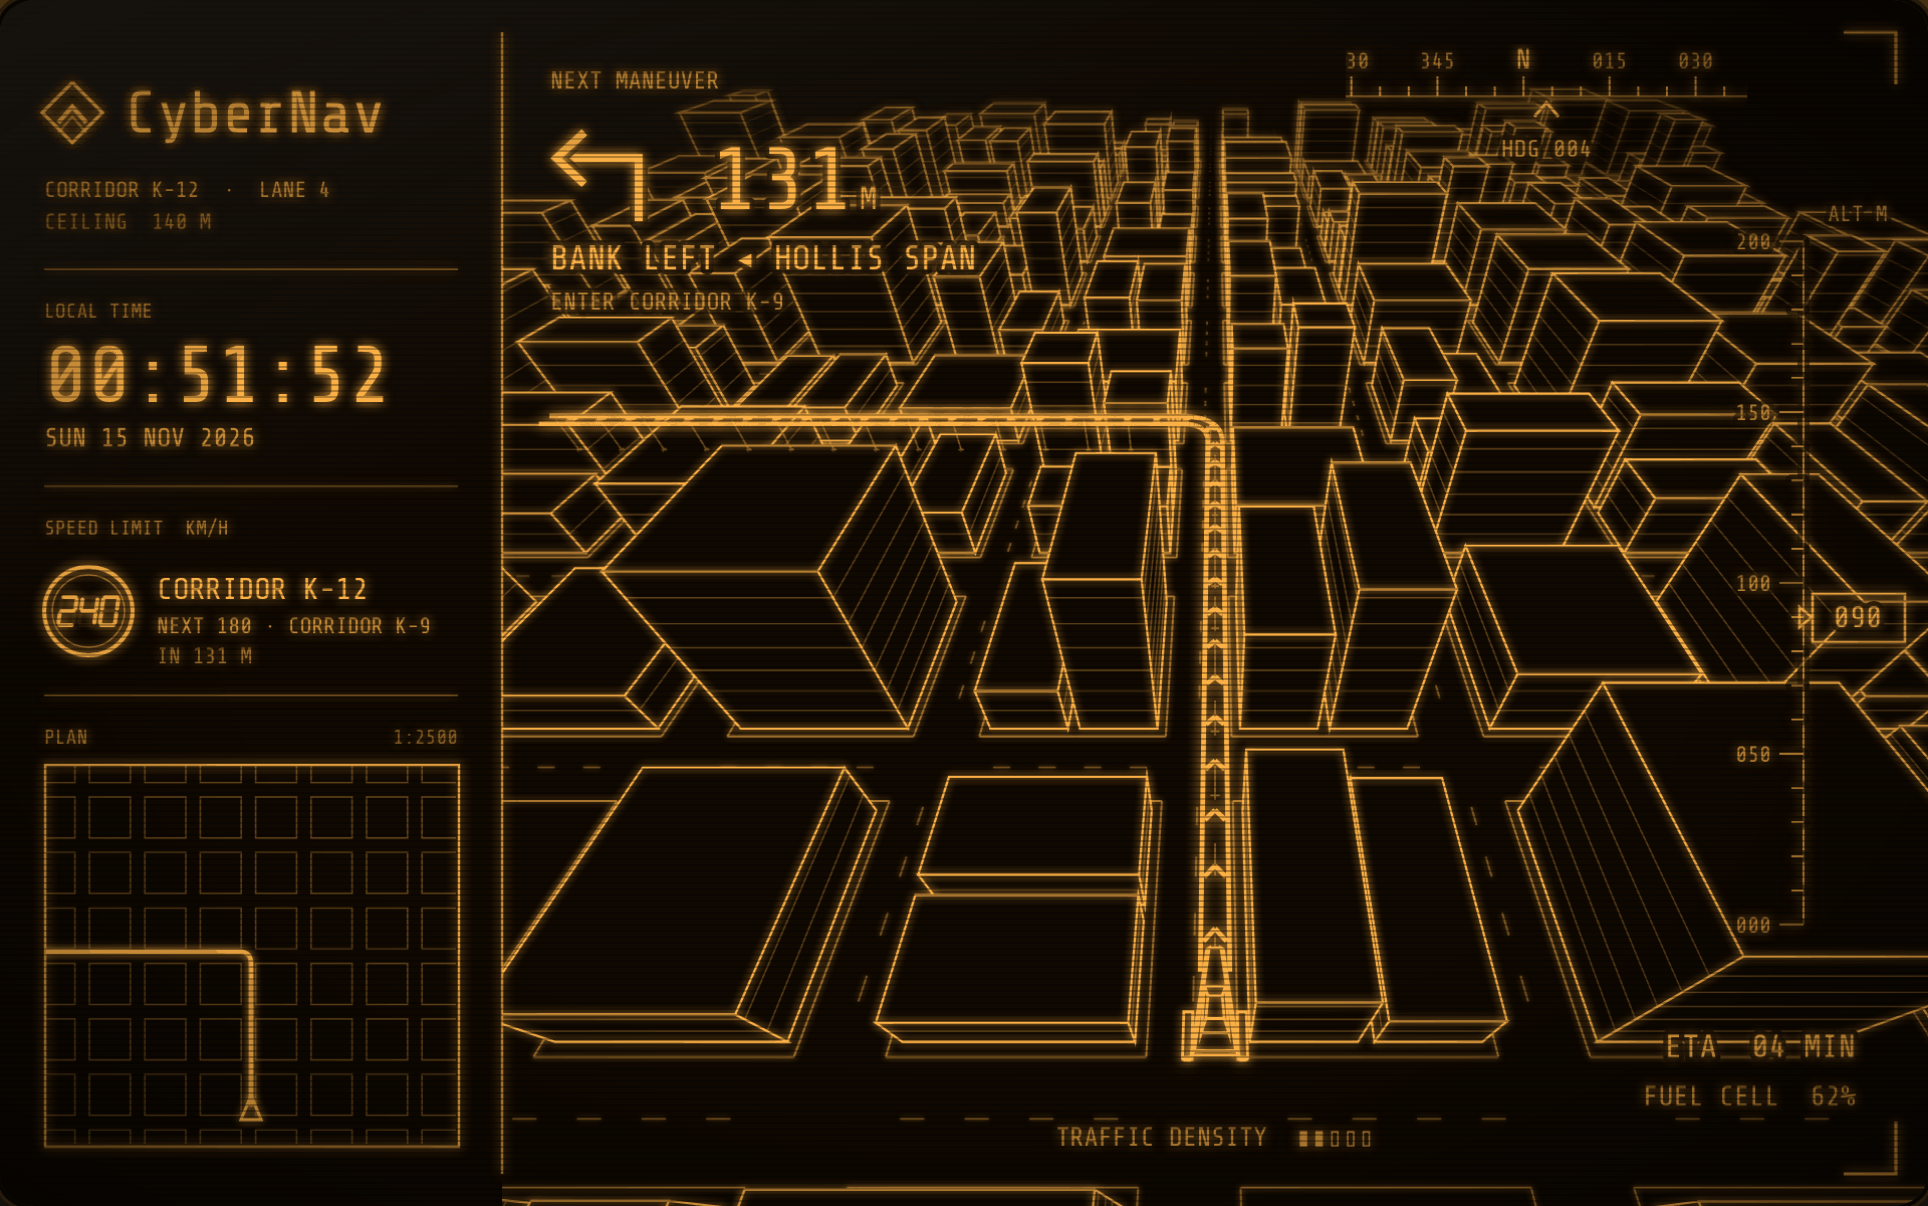 CyberNav
CORRIDOR K-12 · LANE 4
CEILING 140 M
LOCAL TIME
00:51:52
SUN 15 NOV 2026
SPEED LIMIT KM/H
240
CORRIDOR K-12
NEXT 180 · CORRIDOR K-9
IN 131 M
PLAN 1:2500
NEXT MANEUVER
131 M
BANK LEFT ◂ HOLLIS SPAN
ENTER CORRIDOR K-9
30 345 N 015 030
HDG 004
ALT-M
200
150
100
090
050
000
ETA 04 MIN
FUEL CELL 62%
TRAFFIC DENSITY